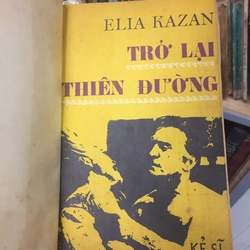 ELIA KAZAN
TRỞ LẠI
THIÊN ĐƯỜNG
KẺ SĨ